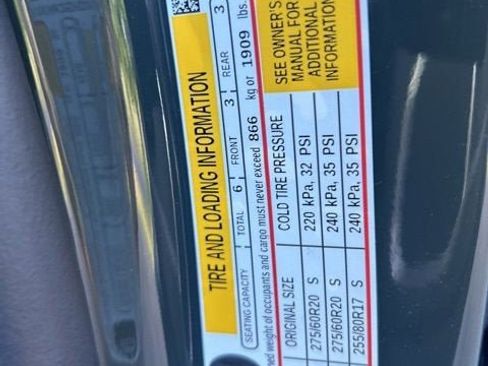 TIRE AND LOADING INFORMATION
SEATING CAPACITY TOTAL 6 FRONT 3 REAR 3
weight of occupants and cargo must never exceed 866 kg or 1909 lbs.
ORIGINAL SIZE COLD TIRE PRESSURE
275/60R20 S 220 kPa, 32 PSI
275/60R20 S 240 kPa, 35 PSI
255/80R17 S 240 kPa, 35 PSI
SEE OWNER'S
MANUAL FOR
ADDITIONAL
INFORMATION